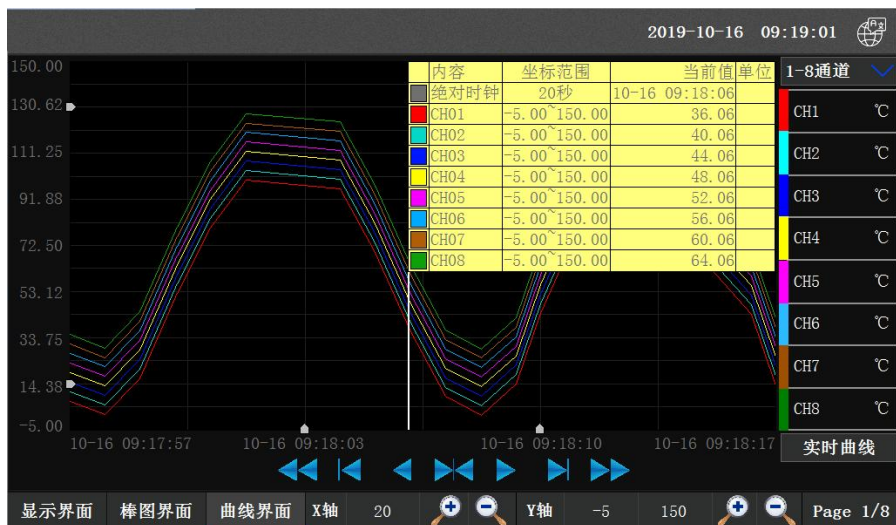 2019-10-16 09:19:01
150.00
130.62
111.25
91.88
72.50
53.12
33.75
14.38
-5.00
10-16 09:17:57 10-16 09:18:03 10-16 09:18:10 10-16 09:18:17
内容 坐标范围 当前值 单位
绝对时钟 20秒 10-16 09:18:06
CH01 -5.00~150.00 36.06
CH02 -5.00~150.00 40.06
CH03 -5.00~150.00 44.06
CH04 -5.00~150.00 48.06
CH05 -5.00~150.00 52.06
CH06 -5.00~150.00 56.06
CH07 -5.00~150.00 60.06
CH08 -5.00~150.00 64.06
1-8通道
CH1 ℃
CH2 ℃
CH3 ℃
CH4 ℃
CH5 ℃
CH6 ℃
CH7 ℃
CH8 ℃
实时曲线
显示界面 棒图界面 曲线界面 X轴 20 Y轴 -5 150 Page 1/8